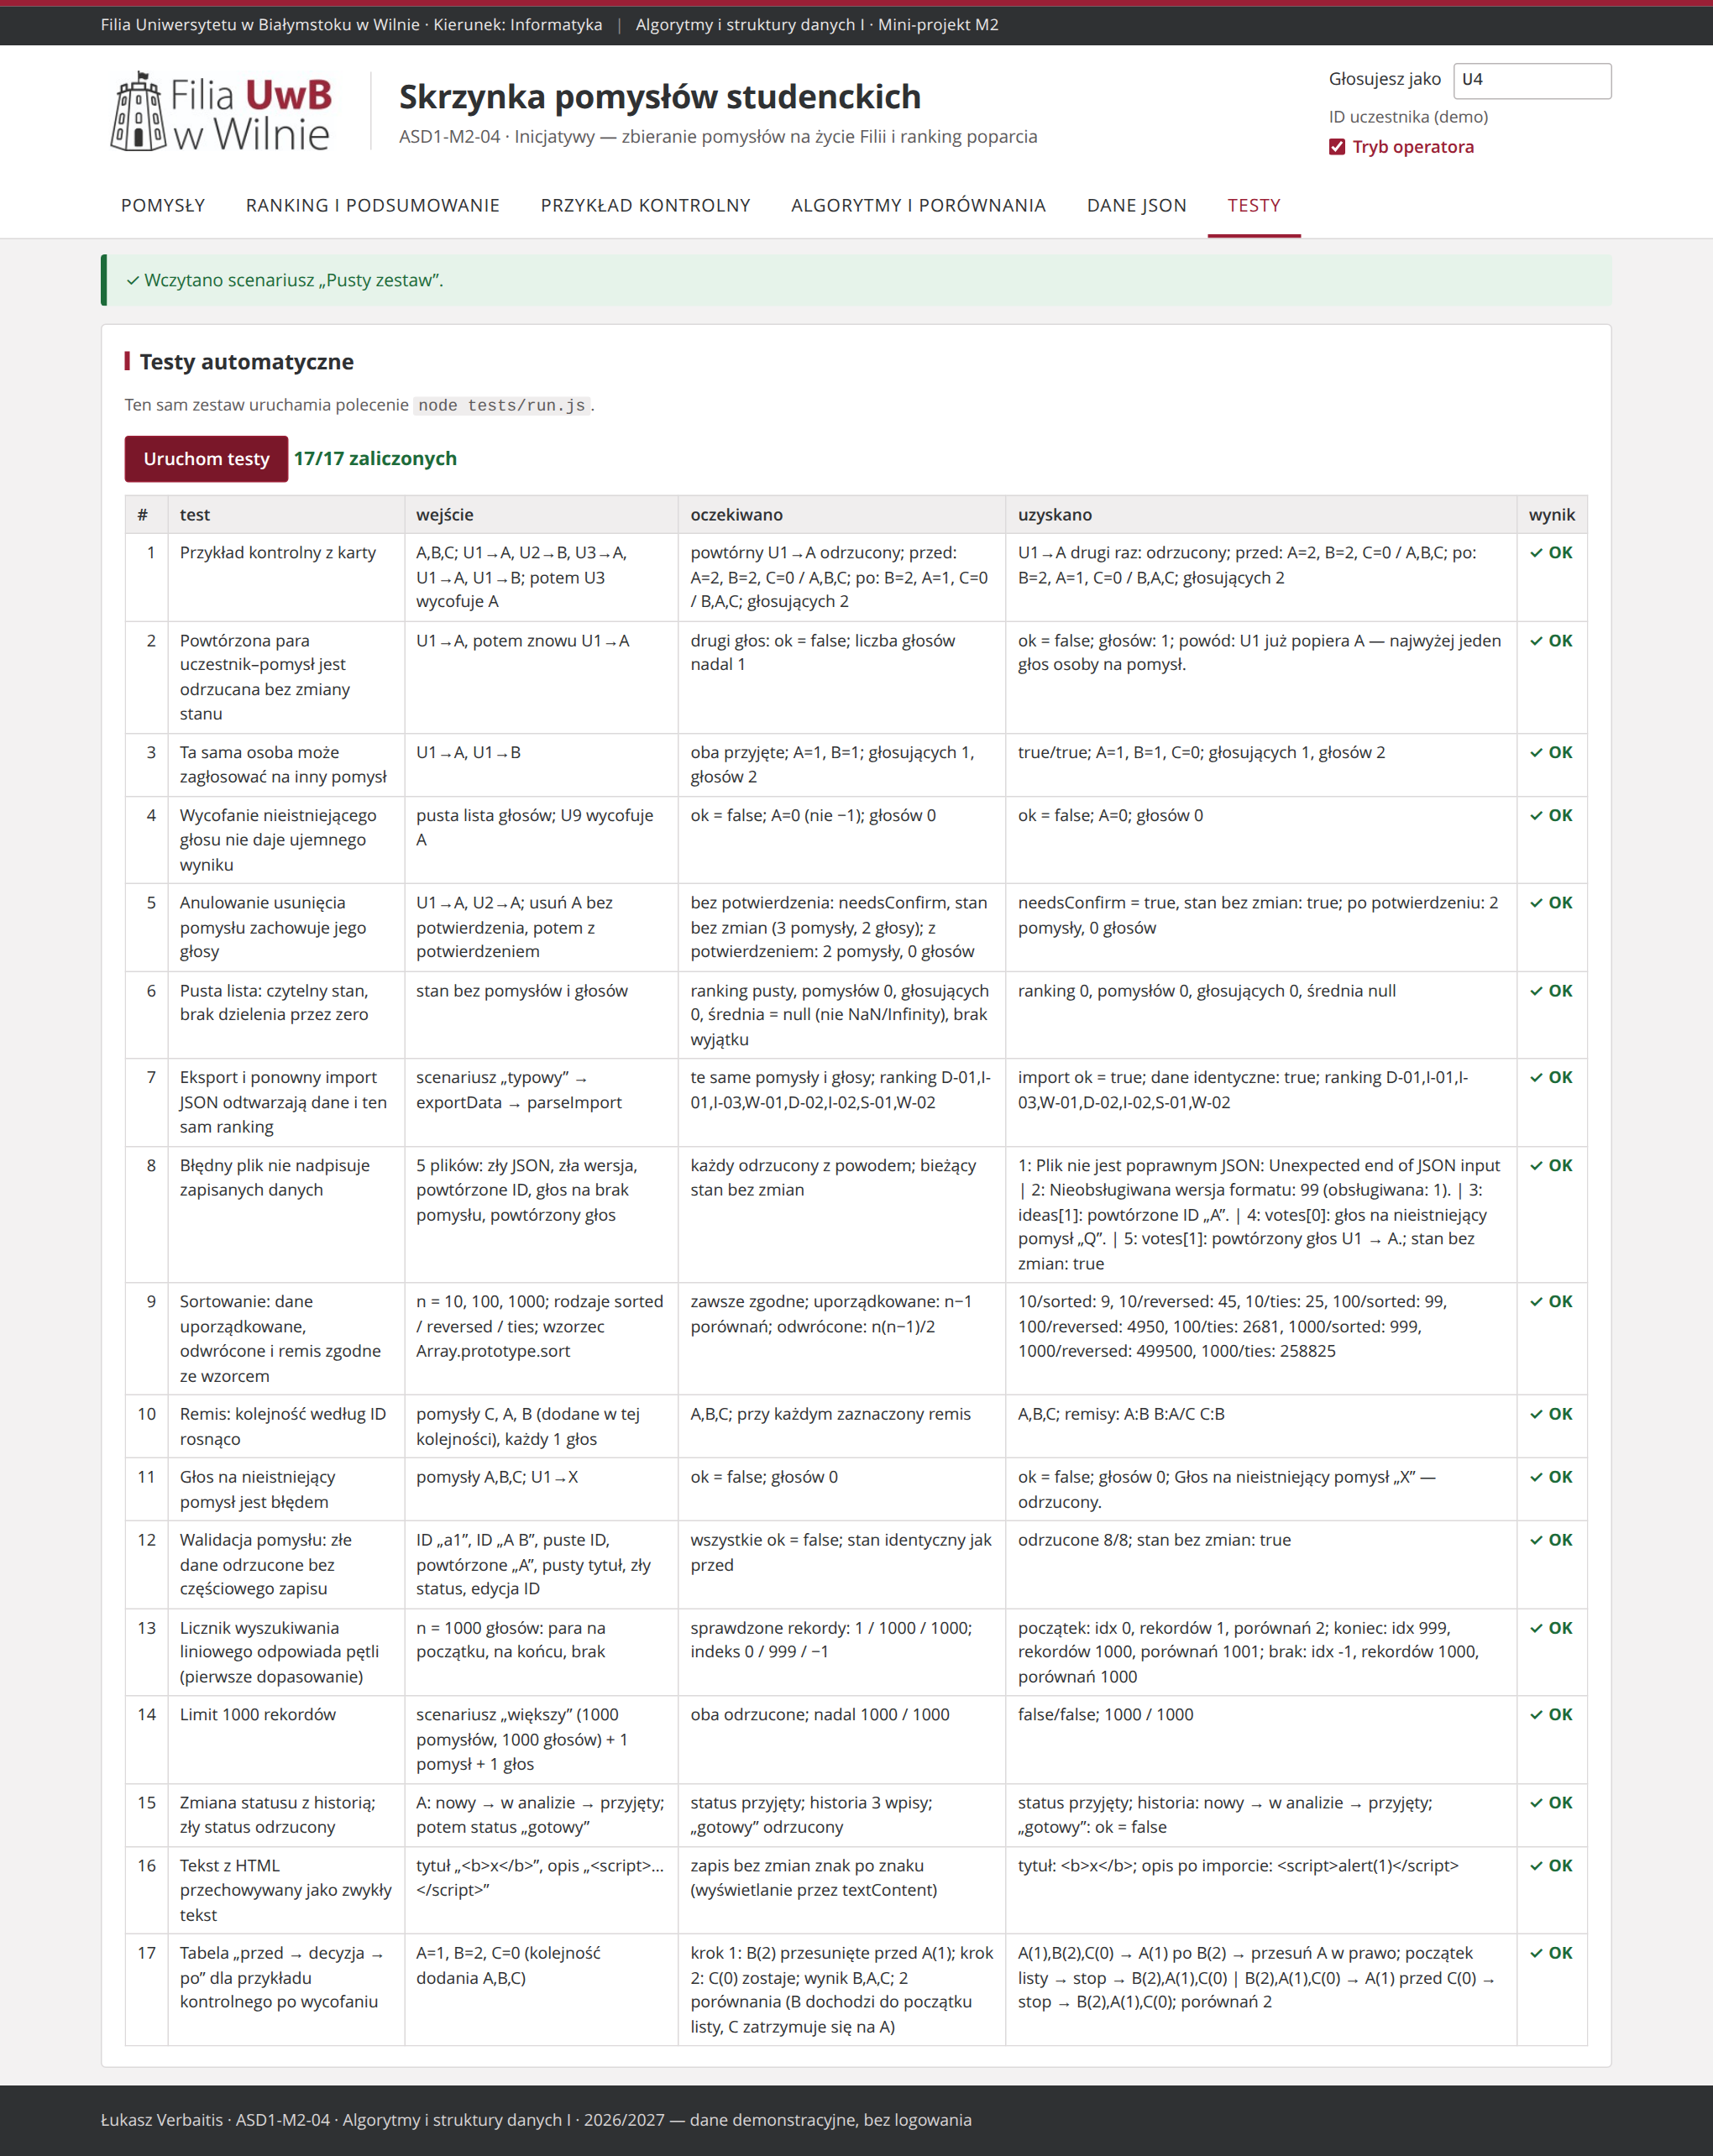 Filia Uniwersytetu w Białymstoku w Wilnie · Kierunek: Informatyka | Algorytmy i struktury danych I · Mini-projekt M2
Filia UwB
w Wilnie
Skrzynka pomysłów studenckich
ASD1-M2-04 · Inicjatywy — zbieranie pomysłów na życie Filii i ranking poparcia
Głosujesz jako U4
ID uczestnika (demo)
Tryb operatora
POMYSŁY RANKING I PODSUMOWANIE PRZYKŁAD KONTROLNY ALGORYTMY I PORÓWNANIA DANE JSON TESTY
✓ Wczytano scenariusz „Pusty zestaw”.
Testy automatyczne
Ten sam zestaw uruchamia polecenie node tests/run.js.
Uruchom testy 17/17 zaliczonych
# test wejście oczekiwano uzyskano wynik
1 Przykład kontrolny z karty A,B,C; U1→A, U2→B, U3→A, powtórny U1→A odrzucony; przed: U1→A drugi raz: odrzucony; przed: A=2, B=2, C=0 / A,B,C; po: ✓ OK
U1→A, U1→B; potem U3 A=2, B=2, C=0 / A,B,C; po: B=2, A=1, C=0 B=2, A=1, C=0 / B,A,C; głosujących 2
wycofuje A / B,A,C; głosujących 2
2 Powtórzona para U1→A, potem znowu U1→A drugi głos: ok = false; liczba głosów ok = false; głosów: 1; powód: U1 już popiera A — najwyżej jeden ✓ OK
uczestnik–pomysł jest nadal 1 głos osoby na pomysł.
odrzucana bez zmiany
stanu
3 Ta sama osoba może U1→A, U1→B oba przyjęte; A=1, B=1; głosujących 1, true/true; A=1, B=1, C=0; głosujących 1, głosów 2 ✓ OK
zagłosować na inny pomysł głosów 2
4 Wycofanie nieistniejącego pusta lista głosów; U9 wycofuje ok = false; A=0 (nie −1); głosów 0 ok = false; A=0; głosów 0 ✓ OK
głosu nie daje ujemnego A
wyniku
5 Anulowanie usunięcia U1→A, U2→A; usuń A bez bez potwierdzenia: needsConfirm, stan needsConfirm = true, stan bez zmian: true; po potwierdzeniu: 2 ✓ OK
pomysłu zachowuje jego potwierdzenia, potem z bez zmian (3 pomysły, 2 głosy); z pomysły, 0 głosów
głosy potwierdzeniem potwierdzeniem: 2 pomysły, 0 głosów
6 Pusta lista: czytelny stan, stan bez pomysłów i głosów ranking pusty, pomysłów 0, głosujących ranking 0, pomysłów 0, głosujących 0, średnia null ✓ OK
brak dzielenia przez zero 0, średnia = null (nie NaN/Infinity), brak
wyjątku
7 Eksport i ponowny import scenariusz „typowy” → te same pomysły i głosy; ranking D-01,I- import ok = true; dane identyczne: true; ranking D-01,I-01,I- ✓ OK
JSON odtwarzają dane i ten exportData → parseImport 01,I-03,W-01,D-02,I-02,S-01,W-02 03,W-01,D-02,I-02,S-01,W-02
sam ranking
8 Błędny plik nie nadpisuje 5 plików: zły JSON, zła wersja, każdy odrzucony z powodem; bieżący 1: Plik nie jest poprawnym JSON: Unexpected end of JSON input ✓ OK
zapisanych danych powtórzone ID, głos na brak stan bez zmian | 2: Nieobsługiwana wersja formatu: 99 (obsługiwana: 1). | 3:
pomysłu, powtórzony głos ideas[1]: powtórzone ID „A”. | 4: votes[0]: głos na nieistniejący
pomysł „Q”. | 5: votes[1]: powtórzony głos U1 → A.; stan bez
zmian: true
9 Sortowanie: dane n = 10, 100, 1000; rodzaje sorted zawsze zgodne; uporządkowane: n−1 10/sorted: 9, 10/reversed: 45, 10/ties: 25, 100/sorted: 99, ✓ OK
uporządkowane, / reversed / ties; wzorzec porównań; odwrócone: n(n−1)/2 100/reversed: 4950, 100/ties: 2681, 1000/sorted: 999,
odwrócone i remis zgodne Array.prototype.sort 1000/reversed: 499500, 1000/ties: 258825
ze wzorcem
10 Remis: kolejność według ID pomysły C, A, B (dodane w tej A,B,C; przy każdym zaznaczony remis A,B,C; remisy: A:B B:A/C C:B ✓ OK
rosnąco kolejności), każdy 1 głos
11 Głos na nieistniejący pomysły A,B,C; U1→X ok = false; głosów 0 ok = false; głosów 0; Głos na nieistniejący pomysł „X” — ✓ OK
pomysł jest błędem odrzucony.
12 Walidacja pomysłu: złe ID „a1”, ID „A B”, puste ID, wszystkie ok = false; stan identyczny jak odrzucone 8/8; stan bez zmian: true ✓ OK
dane odrzucone bez powtórzone „A”, pusty tytuł, zły przed
częściowego zapisu status, edycja ID
13 Licznik wyszukiwania n = 1000 głosów: para na sprawdzone rekordy: 1 / 1000 / 1000; początek: idx 0, rekordów 1, porównań 2; koniec: idx 999, ✓ OK
liniowego odpowiada pętli początku, na końcu, brak indeks 0 / 999 / −1 rekordów 1000, porównań 1001; brak: idx -1, rekordów 1000,
(pierwsze dopasowanie) porównań 1000
14 Limit 1000 rekordów scenariusz „większy” (1000 oba odrzucone; nadal 1000 / 1000 false/false; 1000 / 1000 ✓ OK
pomysłów, 1000 głosów) + 1
pomysł + 1 głos
15 Zmiana statusu z historią; A: nowy → w analizie → przyjęty; status przyjęty; historia 3 wpisy; status przyjęty; historia: nowy → w analizie → przyjęty; ✓ OK
zły status odrzucony potem status „gotowy” „gotowy” odrzucony „gotowy”: ok = false
16 Tekst z HTML tytuł „<b>x</b>”, opis „<script>... zapis bez zmian znak po znaku tytuł: <b>x</b>; opis po imporcie: <script>alert(1)</script> ✓ OK
przechowywany jako zwykły </script>” (wyświetlanie przez textContent)
tekst
17 Tabela „przed → decyzja → A=1, B=2, C=0 (kolejność krok 1: B(2) przesunięte przed A(1); krok A(1),B(2),C(0) → A(1) po B(2) → przesuń A w prawo; początek ✓ OK
po” dla przykładu dodania A,B,C) 2: C(0) zostaje; wynik B,A,C; 2 listy → stop → B(2),A(1),C(0) | B(2),A(1),C(0) → A(1) przed C(0) →
kontrolnego po wycofaniu porównania (B dochodzi do początku stop → B(2),A(1),C(0); porównań 2
listy, C zatrzymuje się na A)
Łukasz Verbaitis · ASD1-M2-04 · Algorytmy i struktury danych I · 2026/2027 — dane demonstracyjne, bez logowania